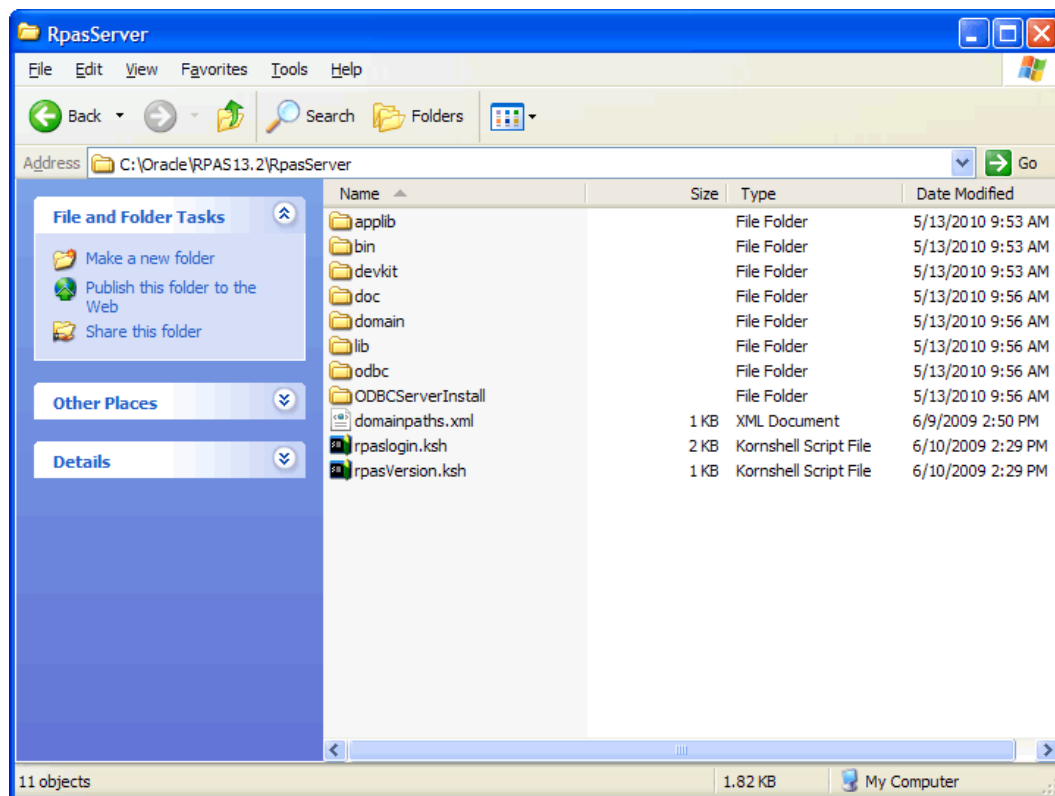 RpasServer
File Edit View Favorites Tools Help
Back Search Folders
Address C:\Oracle\RPAS13.2\RpasServer Go
Name Size Type Date Modified
File and Folder Tasks
Make a new folder
Publish this folder to the
Web
Share this folder
Other Places
Details
applib File Folder 5/13/2010 9:53 AM
bin File Folder 5/13/2010 9:53 AM
devkit File Folder 5/13/2010 9:53 AM
doc File Folder 5/13/2010 9:56 AM
domain File Folder 5/13/2010 9:56 AM
lib File Folder 5/13/2010 9:56 AM
odbc File Folder 5/13/2010 9:56 AM
ODBCServerInstall File Folder 5/13/2010 9:56 AM
domainpaths.xml 1 KB XML Document 6/9/2009 2:50 PM
rpaslogin.ksh 2 KB Kornshell Script File 6/10/2009 2:29 PM
rpasVersion.ksh 1 KB Kornshell Script File 6/10/2009 2:29 PM
11 objects 1.82 KB My Computer